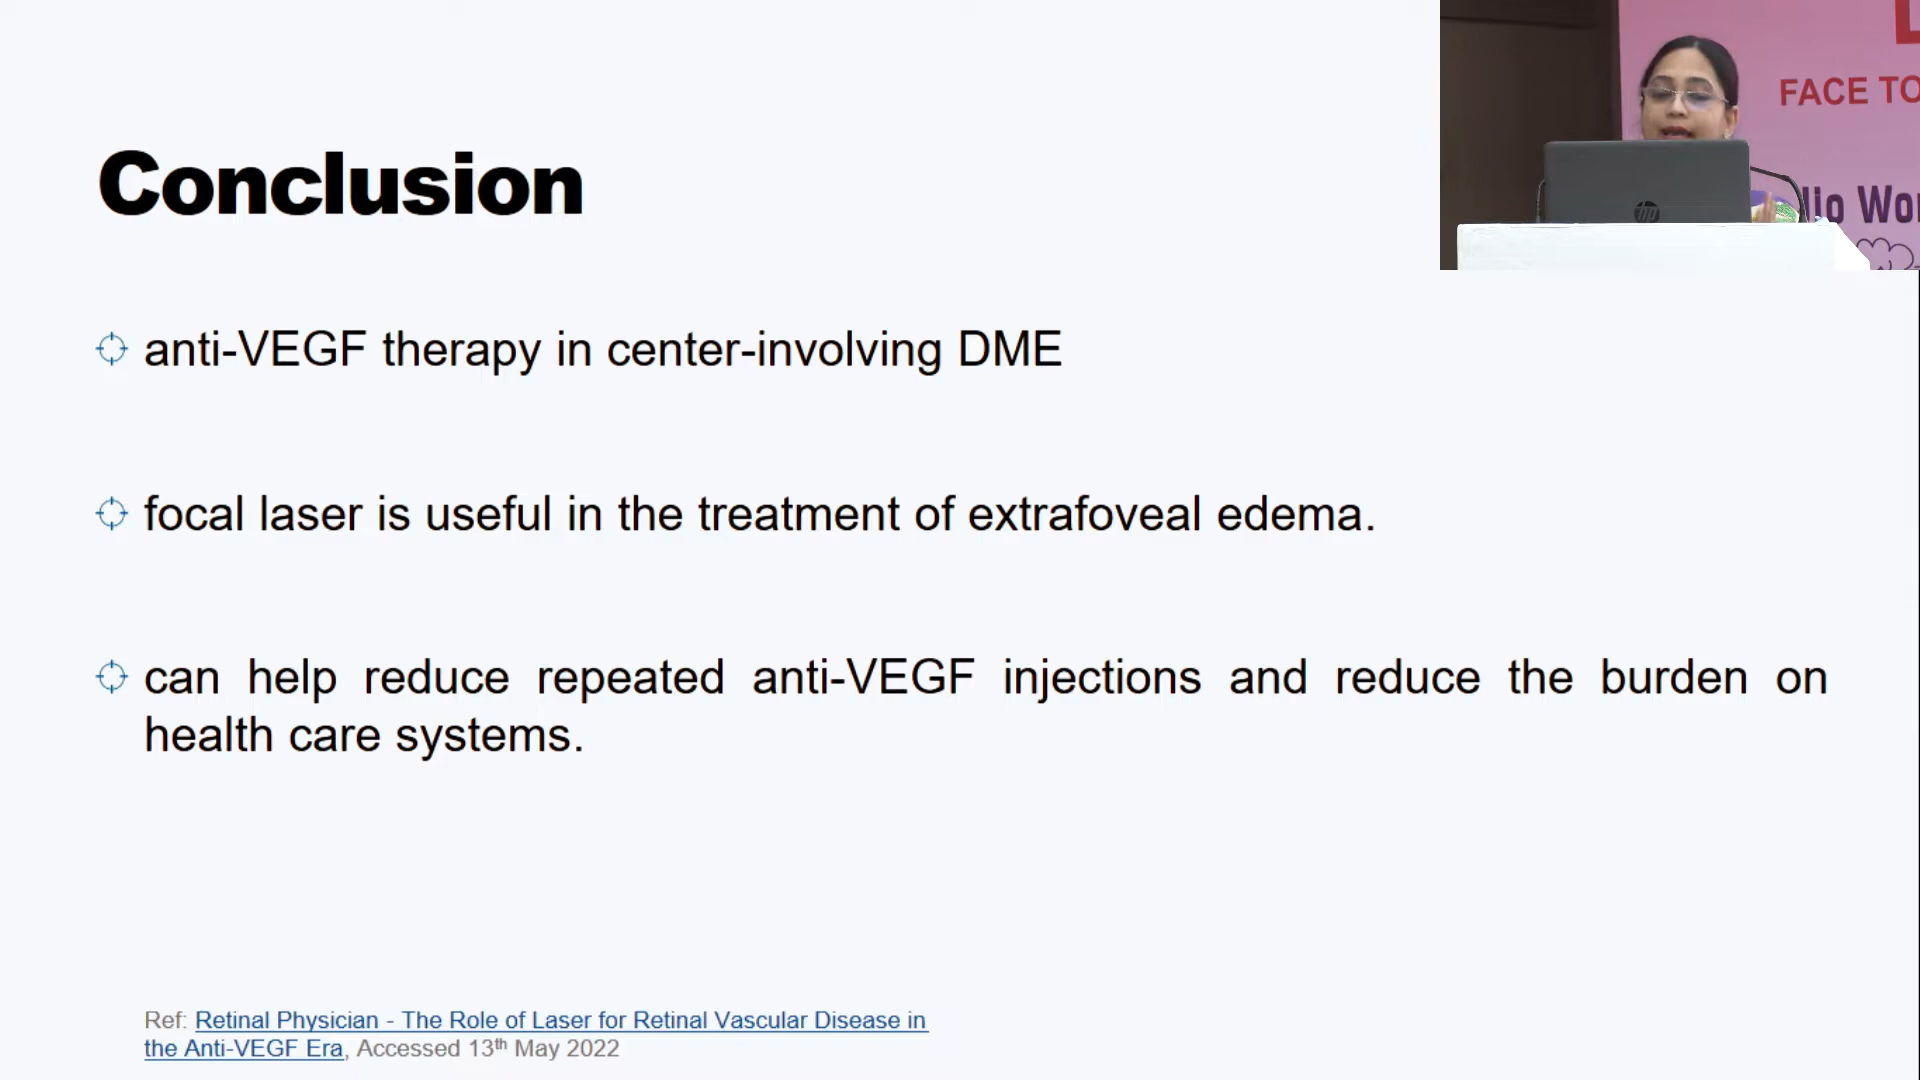 Conclusion
anti-VEGF therapy in center-involving DME
focal laser is useful in the treatment of extrafoveal edema.
can help reduce repeated anti-VEGF injections and reduce the burden on
health care systems.
Ref: Retinal Physician - The Role of Laser for Retinal Vascular Disease in
the Anti-VEGF Era, Accessed 13th May 2022
FACE TO
hp